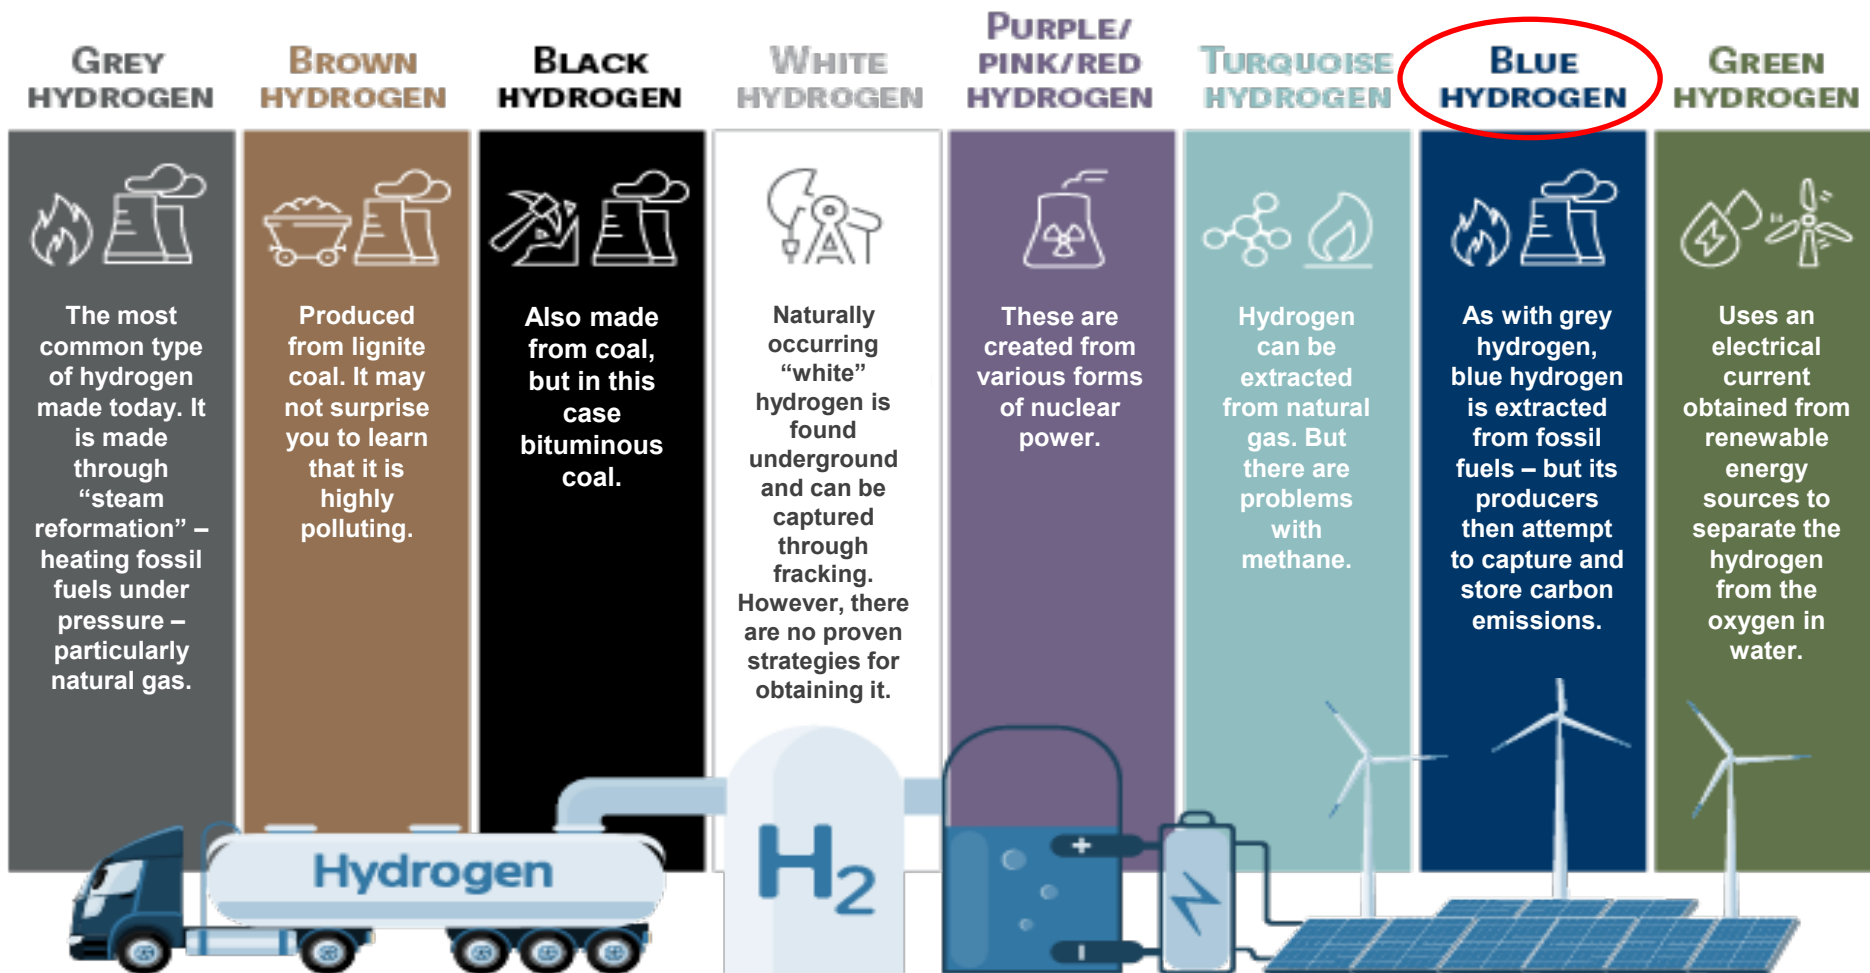 GREY
HYDROGEN
The most
common type
of hydrogen
made today. It
is made
through
“steam
reformation” –
heating fossil
fuels under
pressure –
particularly
natural gas.
BROWN
HYDROGEN
Produced
from lignite
coal. It may
not surprise
you to learn
that it is
highly
polluting.
BLACK
HYDROGEN
Also made
from coal,
but in this
case
bituminous
coal.
WHITE
HYDROGEN
Naturally
occurring
“white”
hydrogen is
found
underground
and can be
captured
through
fracking.
However, there
are no proven
strategies for
obtaining it.
PURPLE/
PINK/RED
HYDROGEN
These are
created from
various forms
of nuclear
power.
TURQUOISE
HYDROGEN
Hydrogen
can be
extracted
from natural
gas. But
there are
problems
with
methane.
BLUE
HYDROGEN
As with grey
hydrogen,
blue hydrogen
is extracted
from fossil
fuels – but its
producers
then attempt
to capture and
store carbon
emissions.
GREEN
HYDROGEN
Uses an
electrical
current
obtained from
renewable
energy
sources to
separate the
hydrogen
from the
oxygen in
water.
Hydrogen
H2
+
-